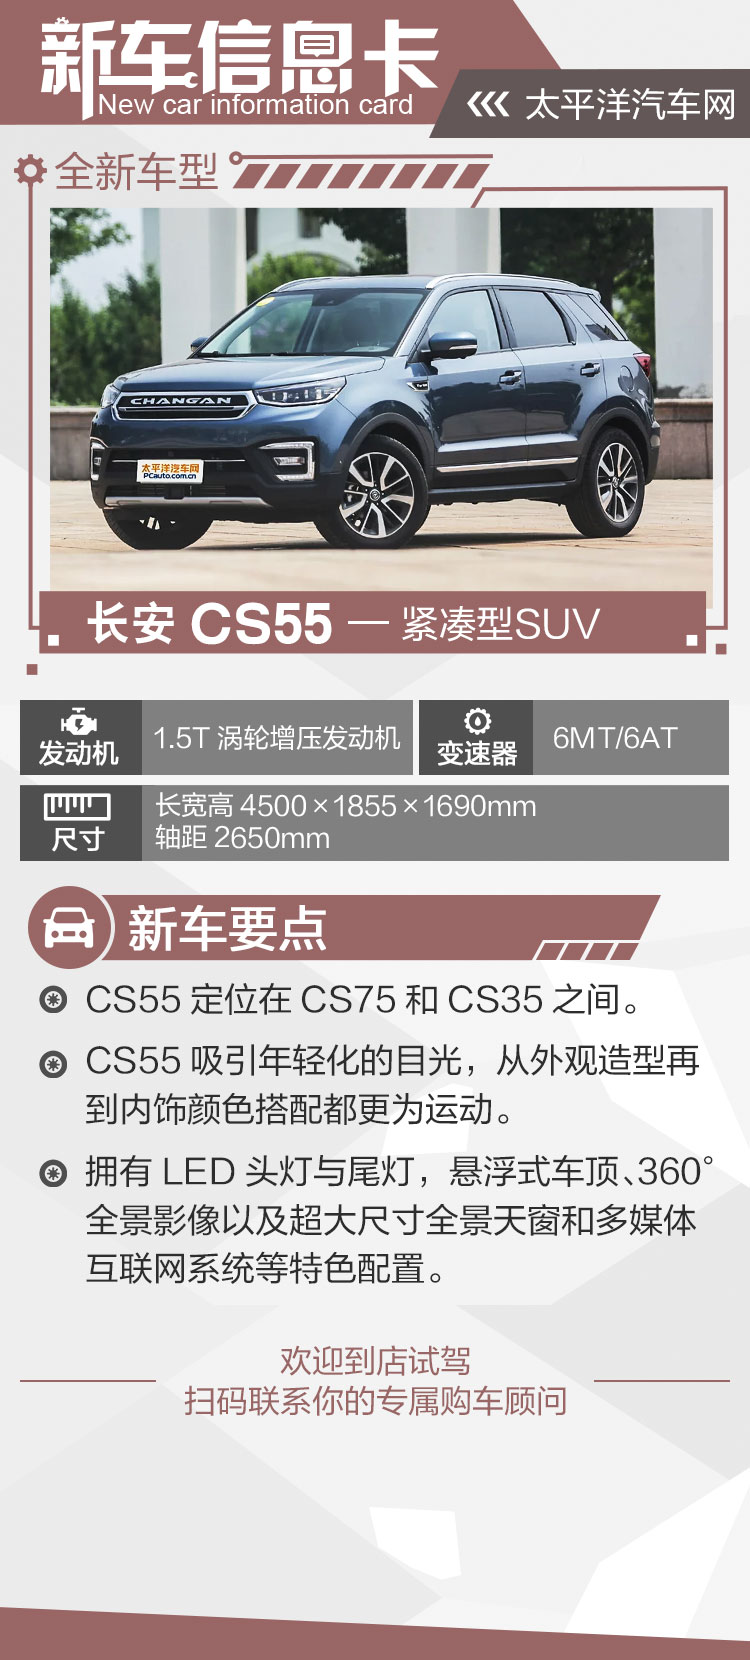 新车信息卡
New car information card
太平洋汽车网
全新车型
CHANGAN
太平洋汽车网
PCauto.com.cn
长安 CS55 — 紧凑型SUV
发动机
1.5T 涡轮增压发动机
变速器
6MT/6AT
尺寸
长宽高 4500×1855×1690mm
轴距 2650mm
新车要点
CS55 定位在 CS75 和 CS35 之间。
CS55 吸引年轻化的目光，从外观造型再
到内饰颜色搭配都更为运动。
拥有 LED 头灯与尾灯，悬浮式车顶、360°
全景影像以及超大尺寸全景天窗和多媒体
互联网系统等特色配置。
欢迎到店试驾
扫码联系你的专属购车顾问